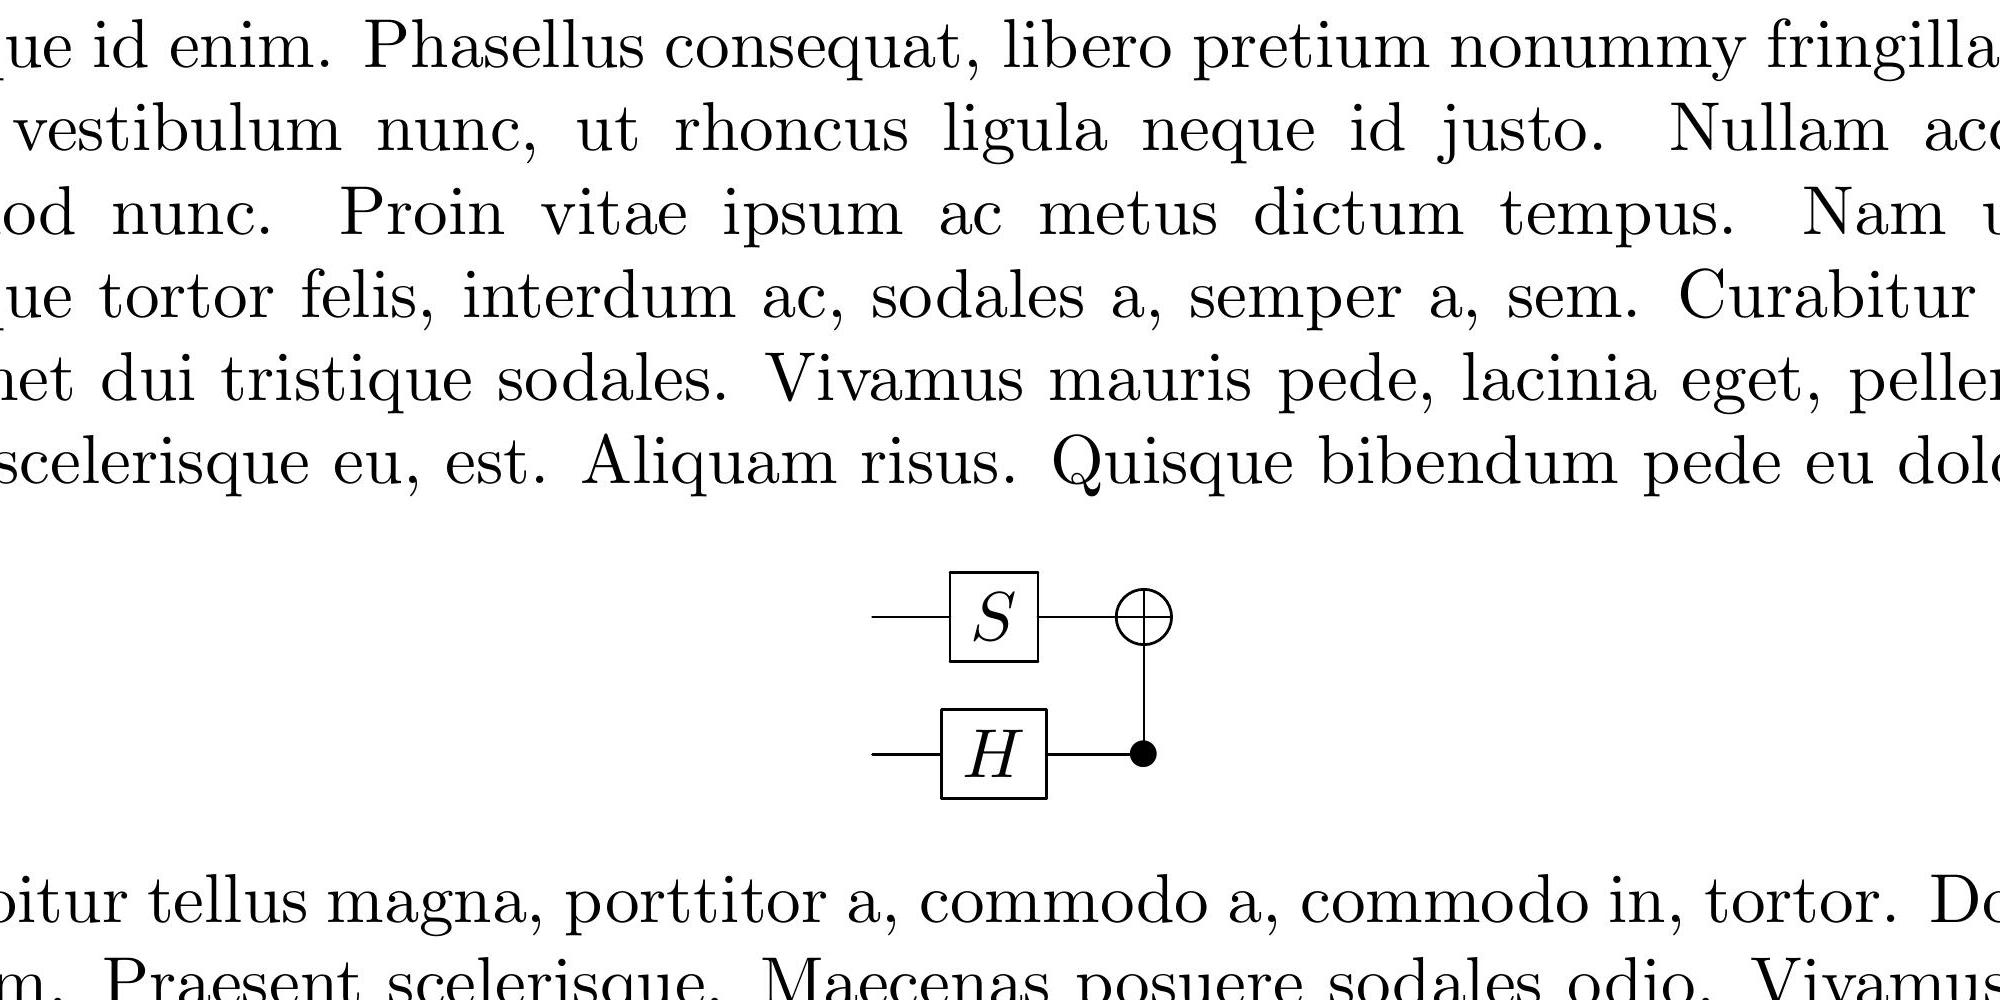 ue id enim. Phasellus consequat, libero pretium nonummy fringilla
vestibulum nunc, ut rhoncus ligula neque id justo. Nullam acc
od nunc. Proin vitae ipsum ac metus dictum tempus. Nam u
ue tortor felis, interdum ac, sodales a, semper a, sem. Curabitur
net dui tristique sodales. Vivamus mauris pede, lacinia eget, peller
scelerisque eu, est. Aliquam risus. Quisque bibendum pede eu dolo
S
H
bitur tellus magna, porttitor a, commodo a, commodo in, tortor. Do
m. Praesent scelerisque. Maecenas posuere sodales odio. Vivamus